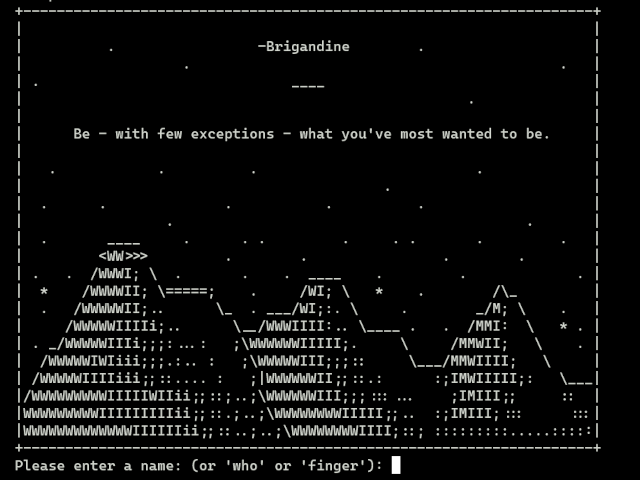 -Brigandine
Be - with few exceptions - what you've most wanted to be.
Please enter a name: (or 'who' or 'finger'):